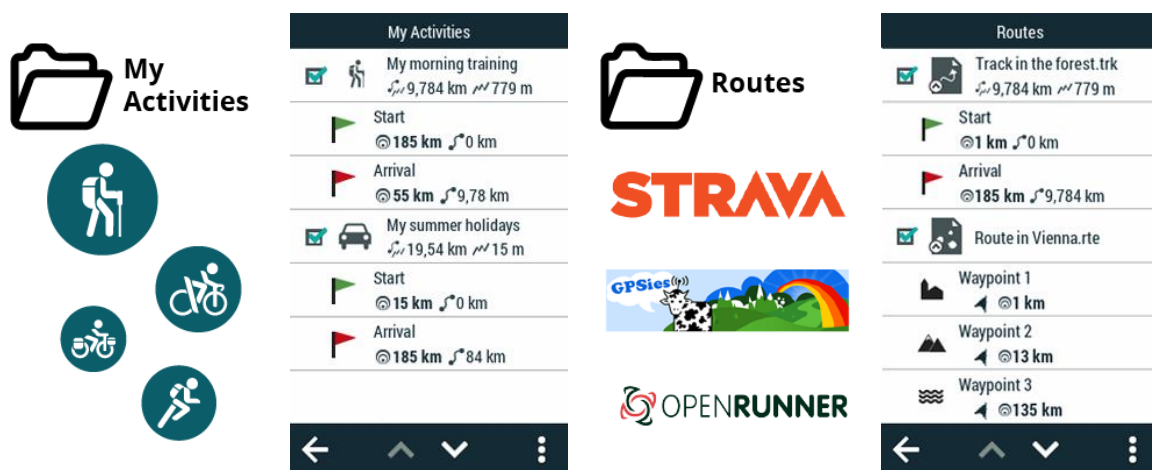 My
Activities
My Activities
My morning training
9,784 km 779 m
Start
185 km 0 km
Arrival
55 km 9,78 km
My summer holidays
19,54 km 15 m
Start
15 km 0 km
Arrival
185 km 84 km
Routes
STRAVA
GPSies
OPENRUNNER
Routes
Track in the forest.trk
9,784 km 779 m
Start
1 km 0 km
Arrival
185 km 9,784 km
Route in Vienna.rte
Waypoint 1
1 km
Waypoint 2
13 km
Waypoint 3
135 km